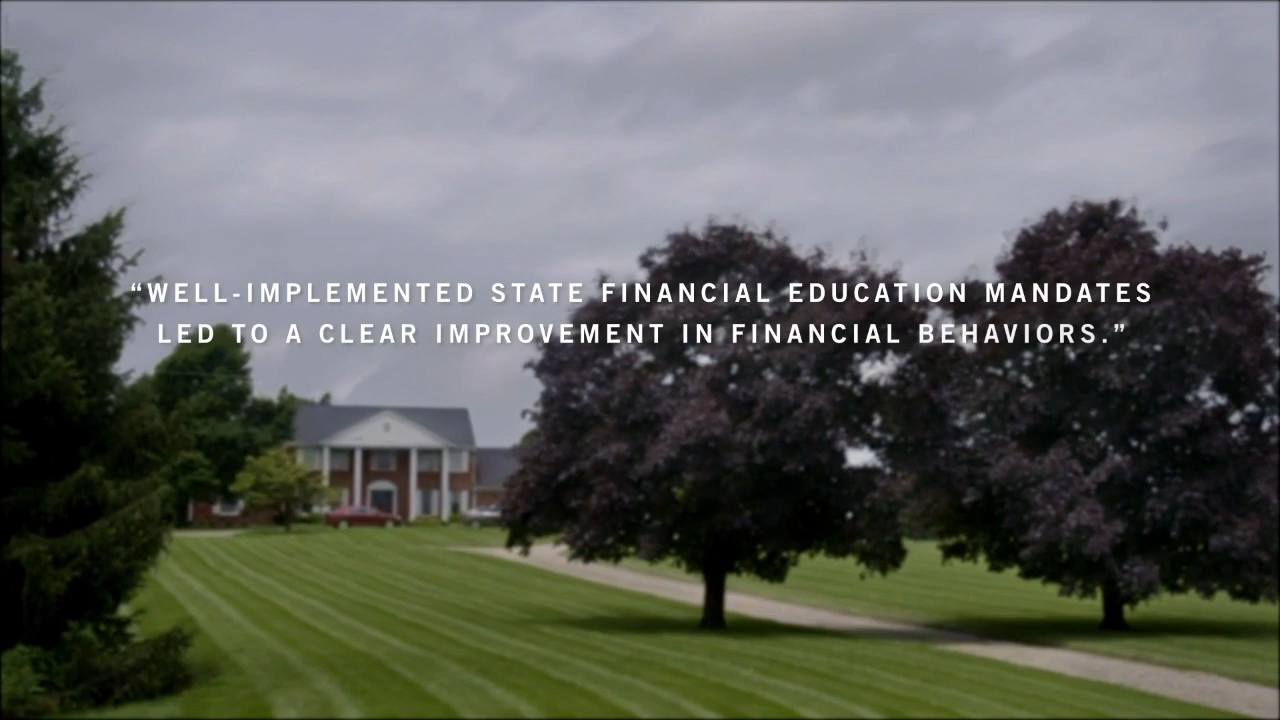 “WELL-IMPLEMENTED STATE FINANCIAL EDUCATION MANDATES
LED TO A CLEAR IMPROVEMENT IN FINANCIAL BEHAVIORS.”